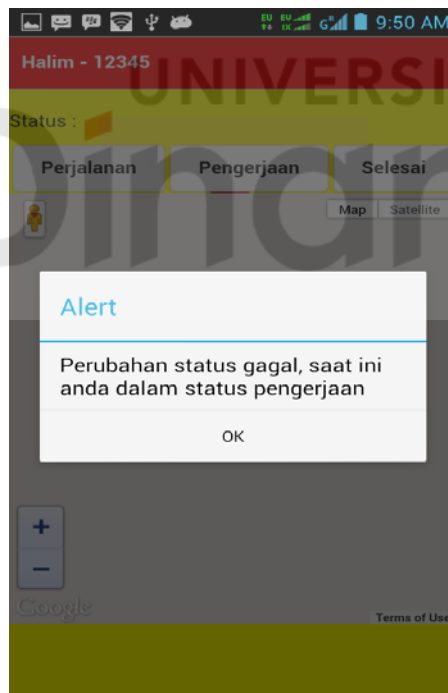 9:50 AM
Halim - 12345
UNIVERSI
Status :
Perjalanan Pengerjaan Selesai
Map Satellite
Dinar
Alert
Perubahan status gagal, saat ini
anda dalam status pengerjaan
OK
+
-
Google
Terms of Use